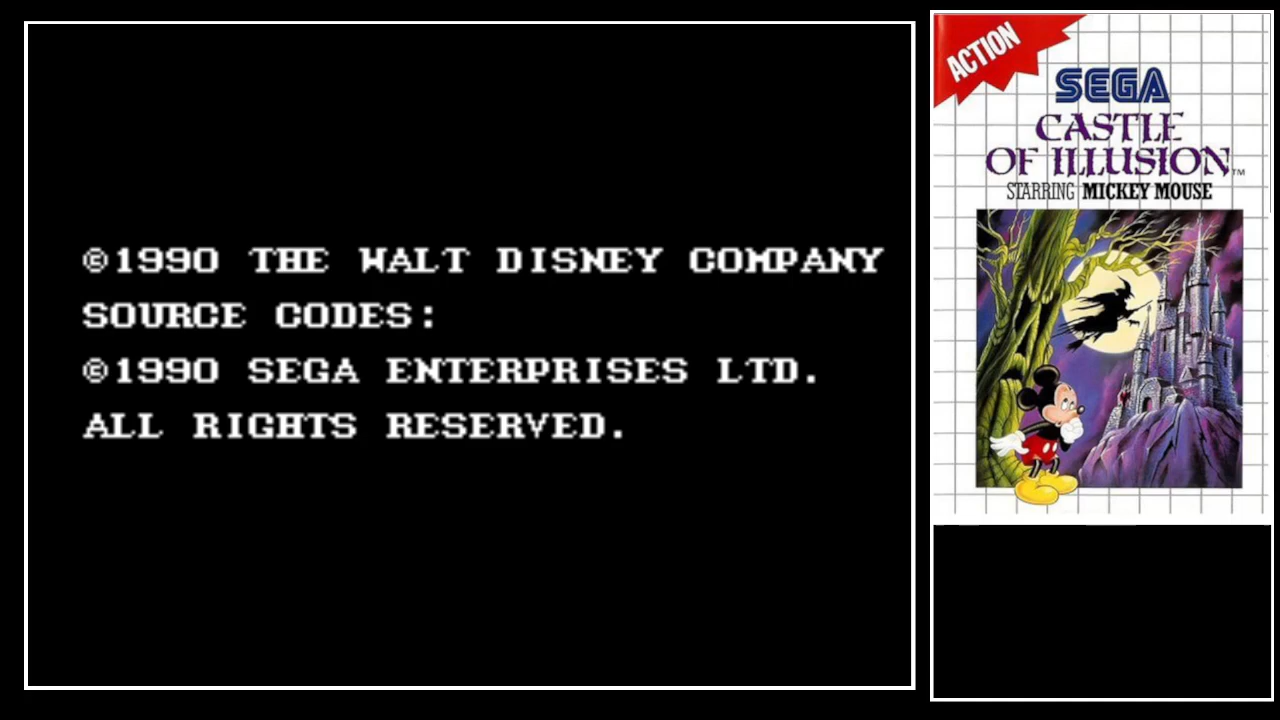 ©1990 THE WALT DISNEY COMPANY
SOURCE CODES:
©1990 SEGA ENTERPRISES LTD.
ALL RIGHTS RESERVED.
ACTION
SEGA
CASTLE
OF ILLUSION™
STARRING MICKEY MOUSE